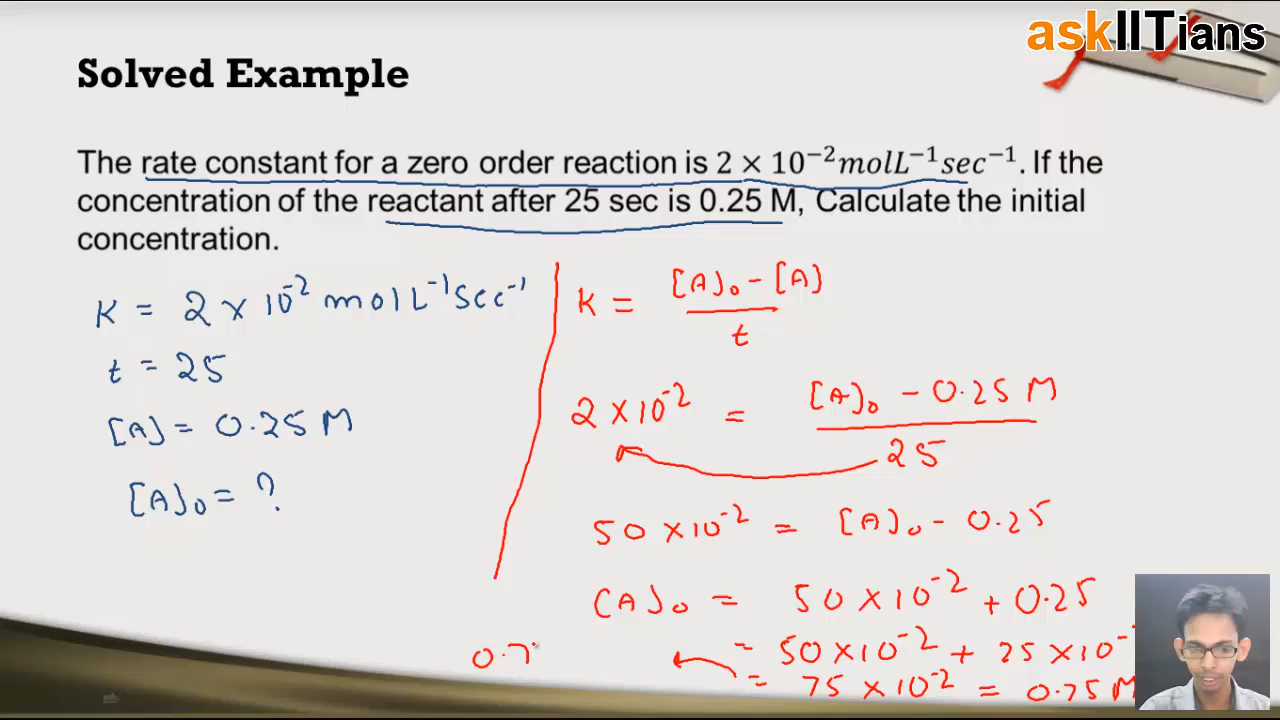 askIITians
Solved Example
The rate constant for a zero order reaction is 2 × 10⁻² molL⁻¹sec⁻¹. If the
concentration of the reactant after 25 sec is 0.25 M, Calculate the initial
concentration.
K = 2 × 10⁻² mol L⁻¹ Sec⁻¹
t = 25
[A] = 0.25 M
[A]₀ = ?
K = [A]₀ - [A]
t
2 × 10⁻² = [A]₀ - 0.25 M
25
50 × 10⁻² = [A]₀ - 0.25
[A]₀ = 50 × 10⁻² + 0.25
= 50 × 10⁻² + 25 × 10⁻
= 75 × 10⁻² = 0.75 M
0.7